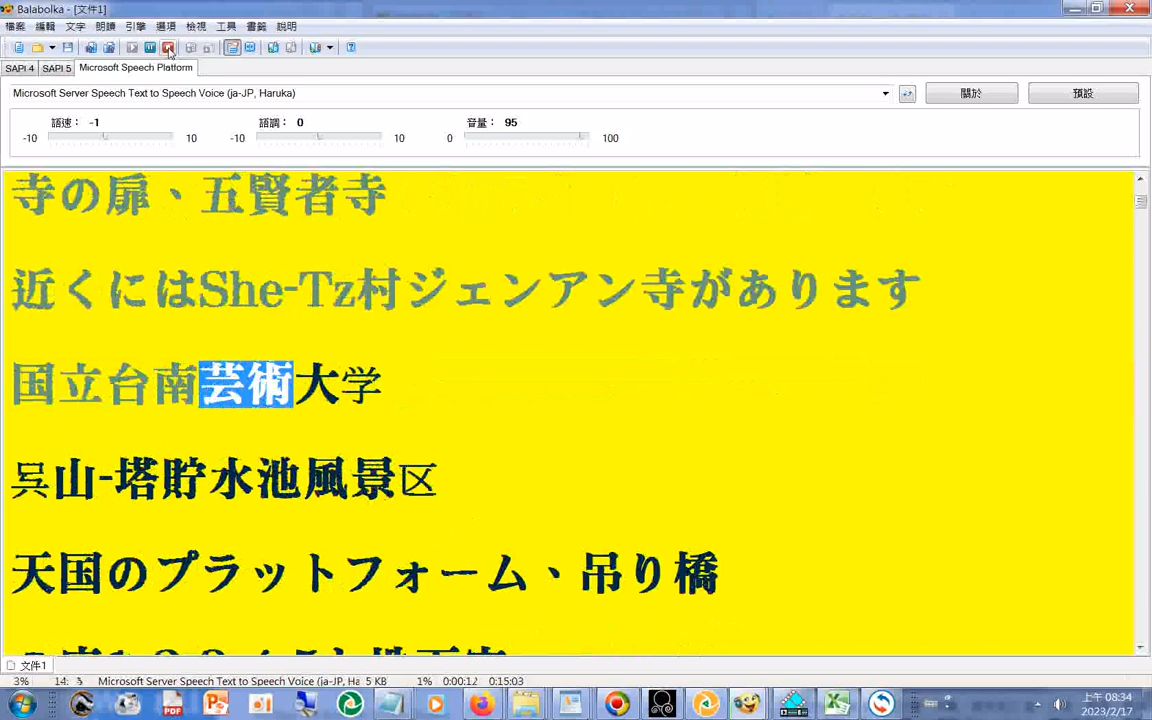 Balabolka - [文件1]
檔案 編輯 文字 朗讀 引擎 選項 檢視 工具 書籤 說明
SAPI 4 SAPI 5 Microsoft Speech Platform
Microsoft Server Speech Text to Speech Voice (ja-JP, Haruka) 關於 預設
語速: -1 語調: 0 音量: 95
-10 10 -10 10 0 100
寺の扉、五賢者寺
近くにはShe-Tz村ジェンアン寺があります
国立台南芸術大学
呉山-塔貯水池風景区
天国のプラットフォーム、吊り橋
文件1
3% 14: Microsoft Server Speech Text to Speech Voice (ja-JP, Ha 5 KB 1% 0:00:12 0:15:03
上午 08:34
2023/2/17